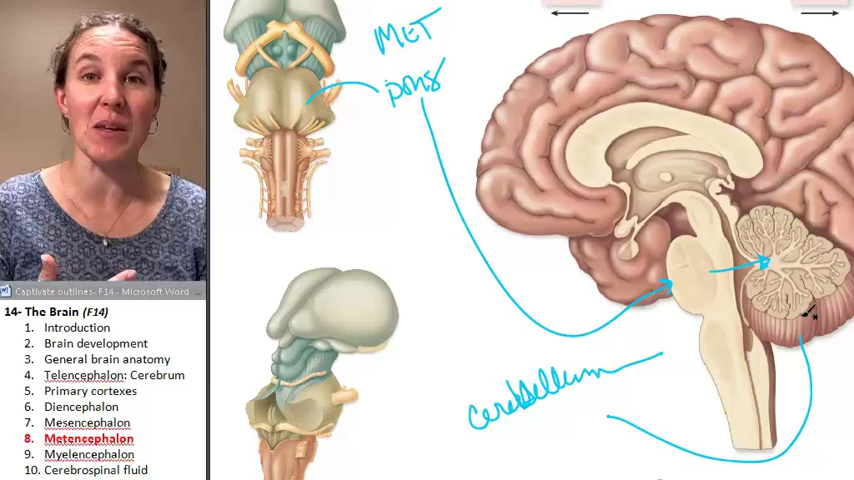 MET
pons
cerebellum
Captivate outlines- F14 - Microsoft Word
14- The Brain (F14)
1. Introduction
2. Brain development
3. General brain anatomy
4. Telencephalon: Cerebrum
5. Primary cortexes
6. Diencephalon
7. Mesencephalon
8. Metencephalon
9. Myelencephalon
10. Cerebrospinal fluid